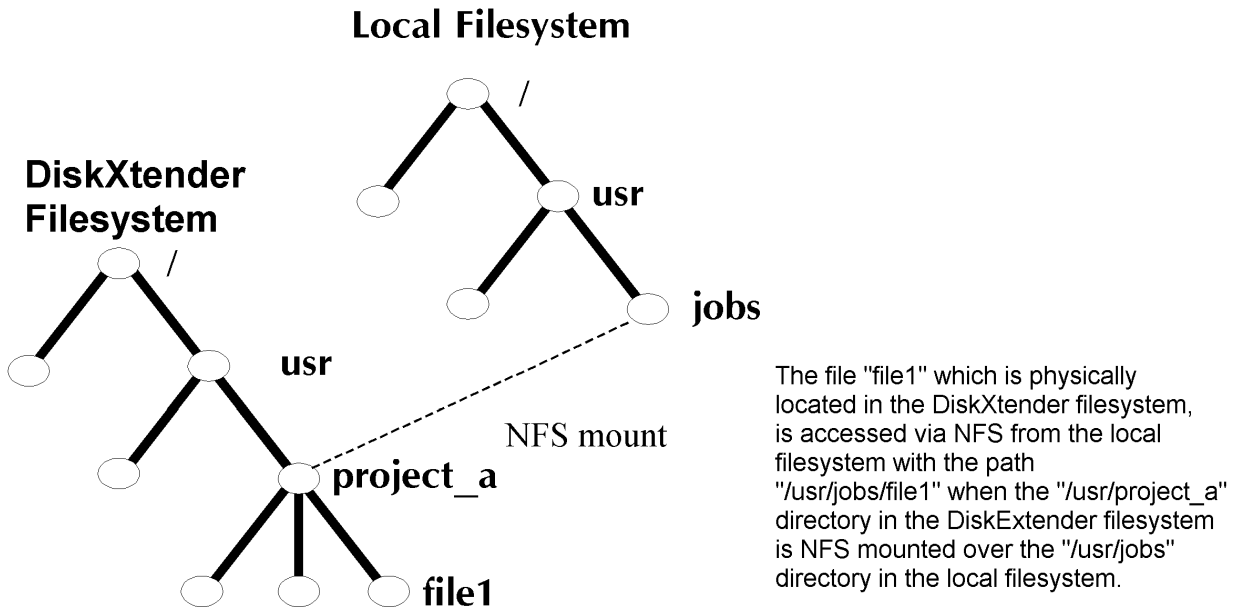 Local Filesystem
/
usr
jobs
DiskXtender
Filesystem
/
usr
project_a
file1
NFS mount
The file "file1" which is physically
located in the DiskXtender filesystem,
is accessed via NFS from the local
filesystem with the path
"/usr/jobs/file1" when the "/usr/project_a"
directory in the DiskExtender filesystem
is NFS mounted over the "/usr/jobs"
directory in the local filesystem.